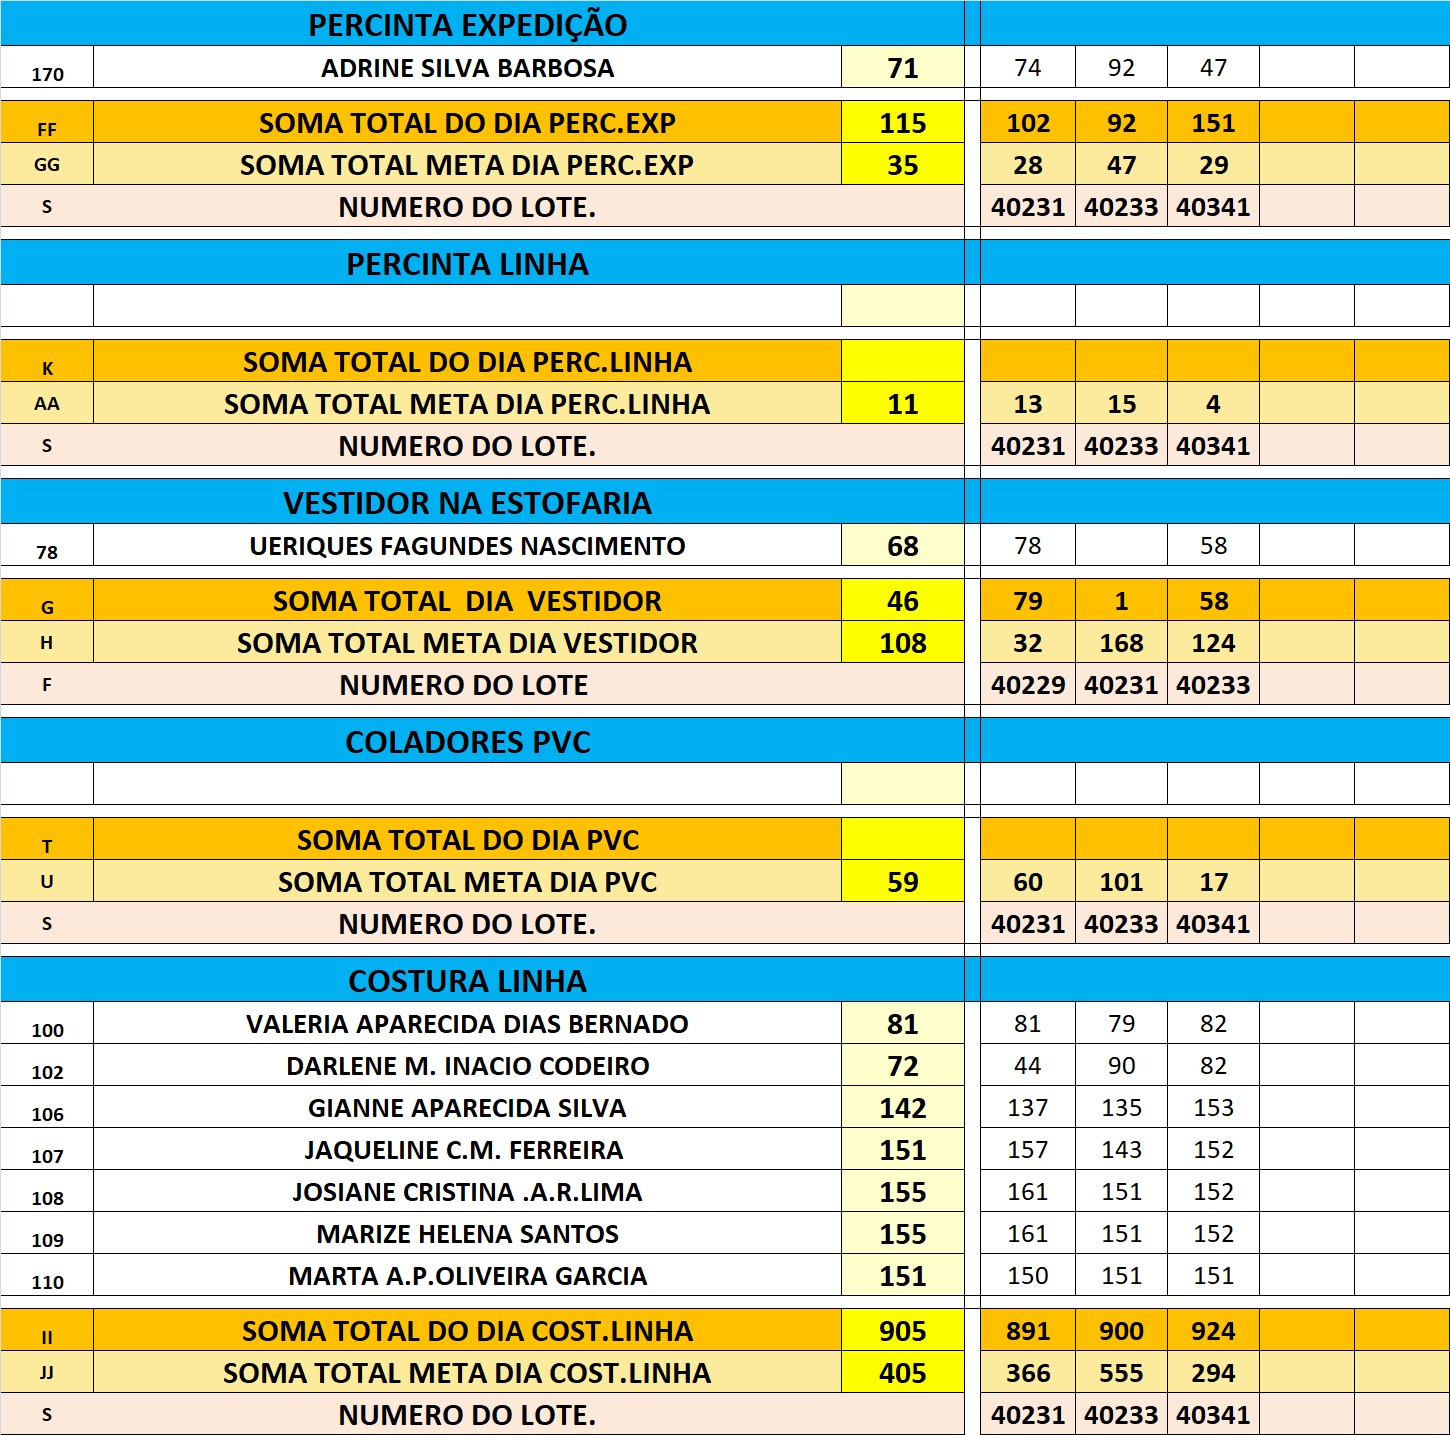 PERCINTA EXPEDIÇÃO
170 ADRINE SILVA BARBOSA 71 74 92 47
FF SOMA TOTAL DO DIA PERC.EXP 115 102 92 151
GG SOMA TOTAL META DIA PERC.EXP 35 28 47 29
S NUMERO DO LOTE. 40231 40233 40341
PERCINTA LINHA
K SOMA TOTAL DO DIA PERC.LINHA
AA SOMA TOTAL META DIA PERC.LINHA 11 13 15 4
S NUMERO DO LOTE. 40231 40233 40341
VESTIDOR NA ESTOFARIA
78 UERIQUES FAGUNDES NASCIMENTO 68 78 58
G SOMA TOTAL DIA VESTIDOR 46 79 1 58
H SOMA TOTAL META DIA VESTIDOR 108 32 168 124
F NUMERO DO LOTE 40229 40231 40233
COLADORES PVC
T SOMA TOTAL DO DIA PVC
U SOMA TOTAL META DIA PVC 59 60 101 17
S NUMERO DO LOTE. 40231 40233 40341
COSTURA LINHA
100 VALERIA APARECIDA DIAS BERNADO 81 81 79 82
102 DARLENE M. INACIO CODEIRO 72 44 90 82
106 GIANNE APARECIDA SILVA 142 137 135 153
107 JAQUELINE C.M. FERREIRA 151 157 143 152
108 JOSIANE CRISTINA .A.R.LIMA 155 161 151 152
109 MARIZE HELENA SANTOS 155 161 151 152
110 MARTA A.P.OLIVEIRA GARCIA 151 150 151 151
II SOMA TOTAL DO DIA COST.LINHA 905 891 900 924
JJ SOMA TOTAL META DIA COST.LINHA 405 366 555 294
S NUMERO DO LOTE. 40231 40233 40341